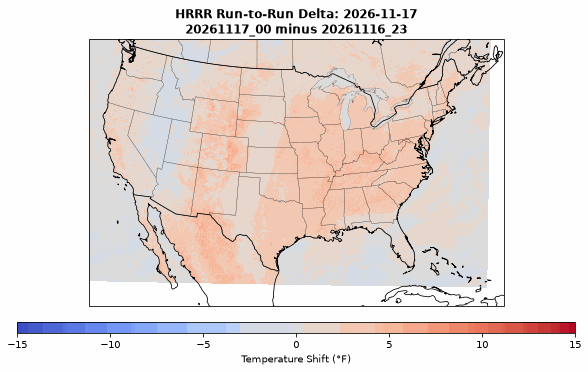 HRRR Run-to-Run Delta: 2026-11-17
20261117_00 minus 20261116_23
−15 −10 −5 0 5 10 15
Temperature Shift (°F)